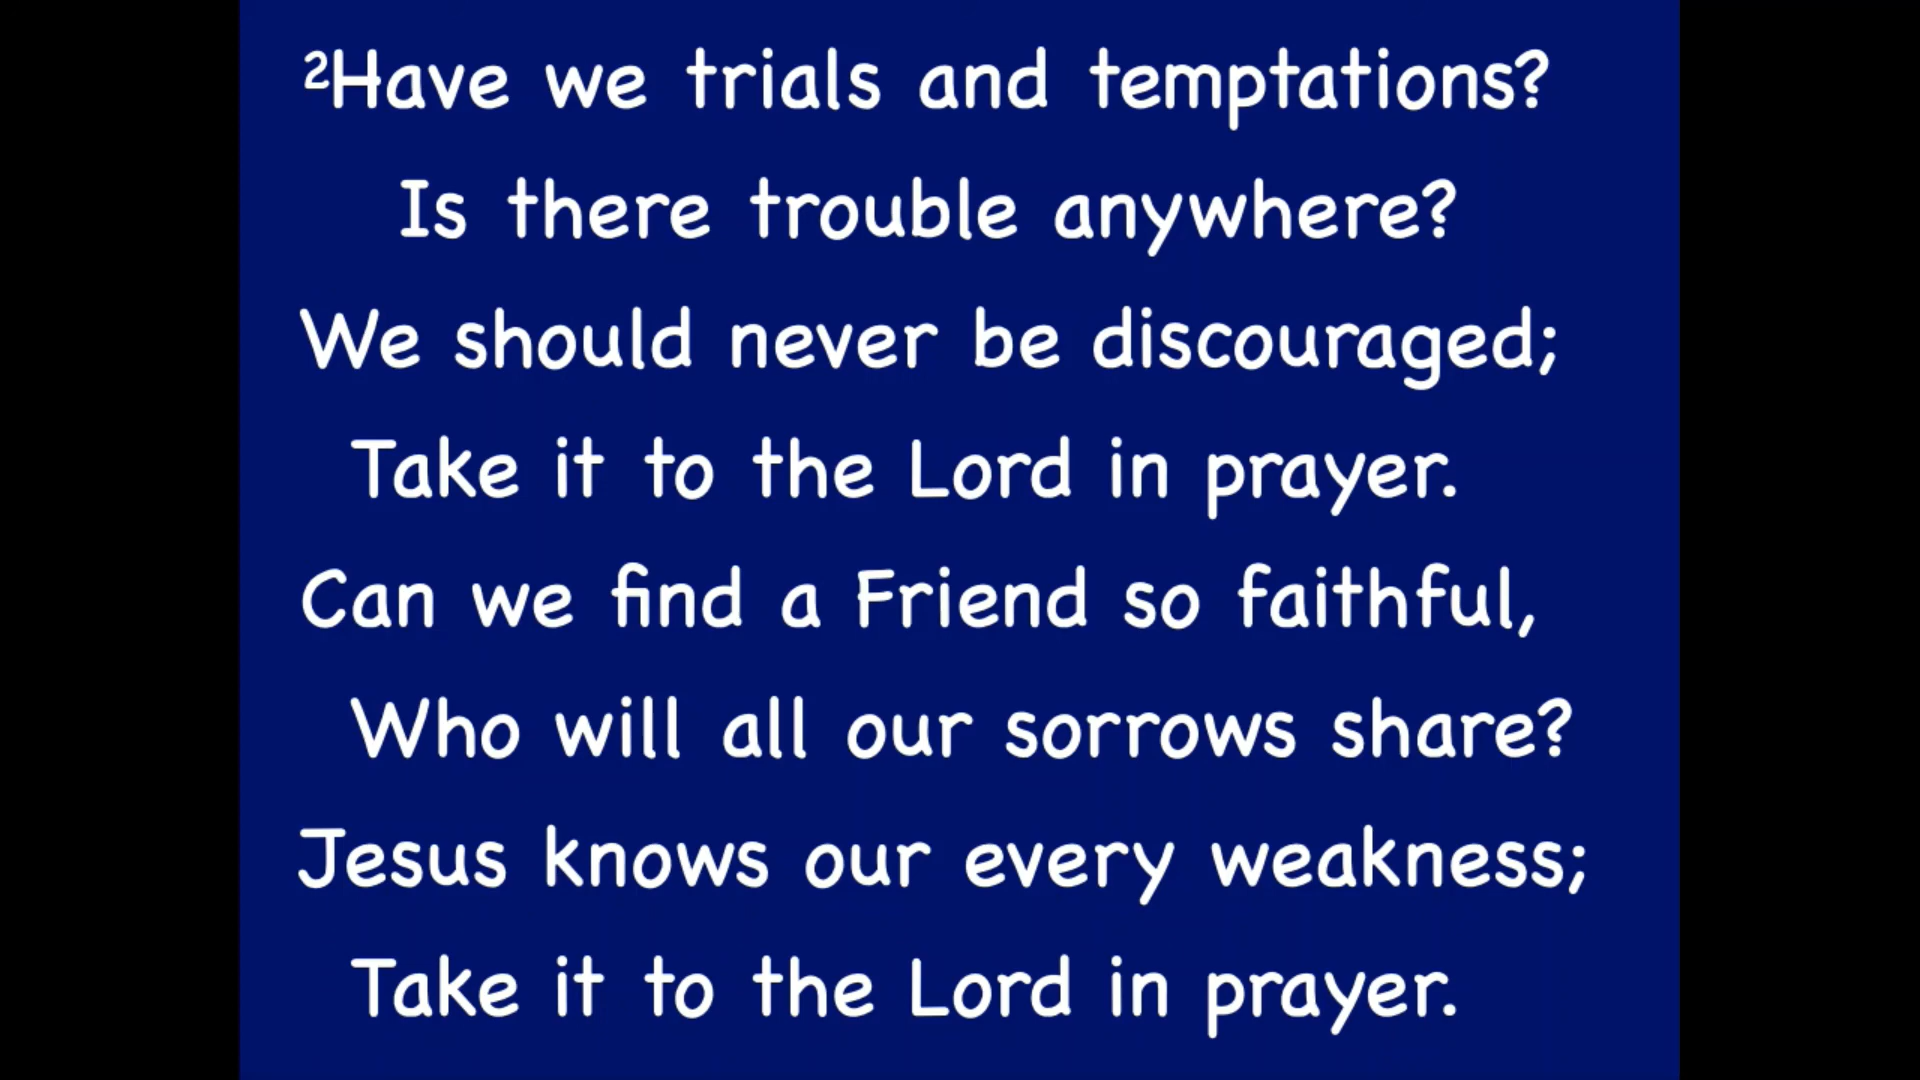 ²Have we trials and temptations?
Is there trouble anywhere?
We should never be discouraged;
Take it to the Lord in prayer.
Can we find a Friend so faithful,
Who will all our sorrows share?
Jesus knows our every weakness;
Take it to the Lord in prayer.